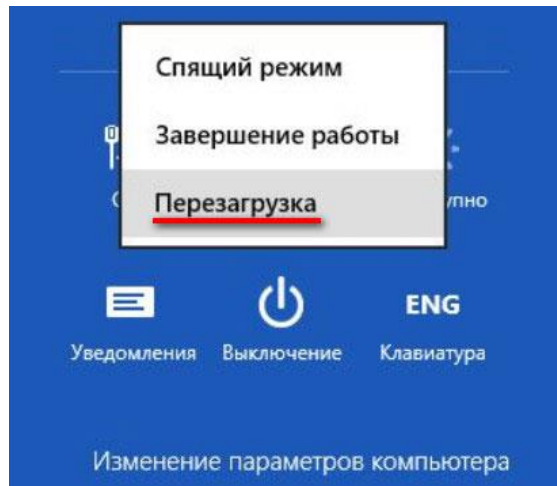 Спящий режим
Завершение работы
Перезагрузка
ENG
Уведомления Выключение Клавиатура
Изменение параметров компьютера